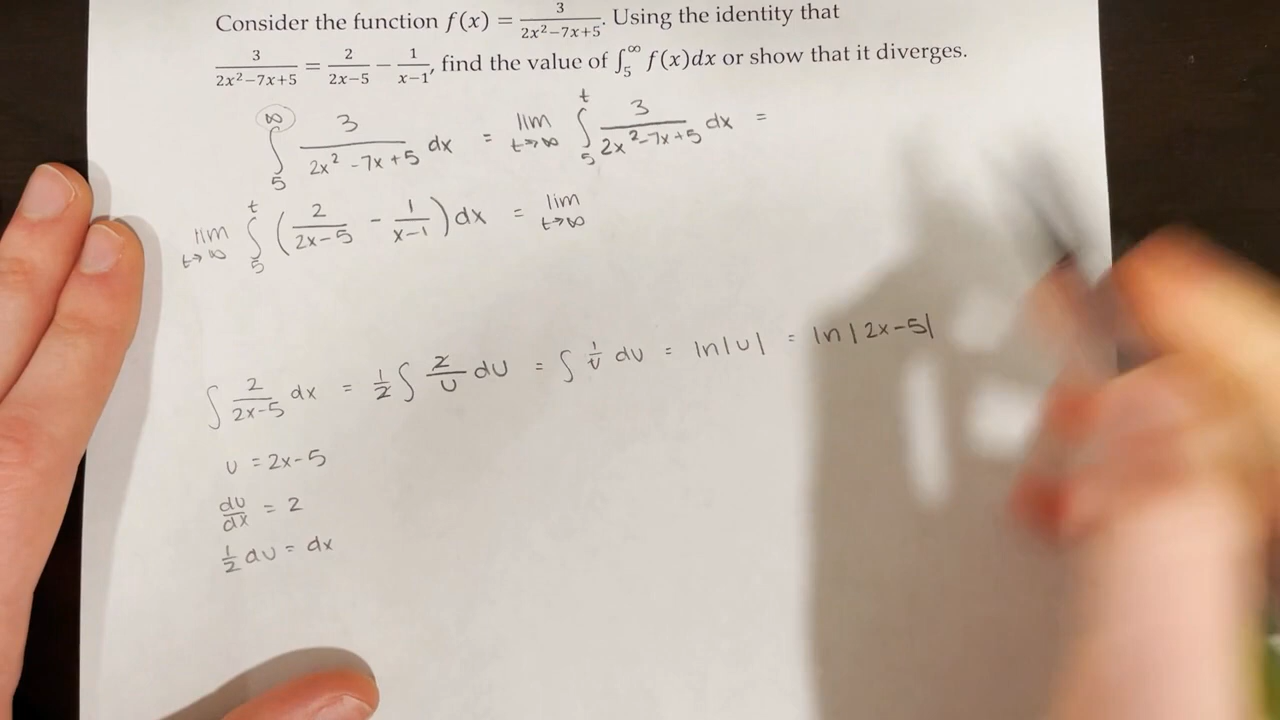 Consider the function f(x) = 3/(2x²−7x+5). Using the identity that
3/(2x²−7x+5) = 2/(2x−5) − 1/(x−1), find the value of ∫₅^∞ f(x)dx or show that it diverges.
∫₅^∞ 3/(2x² −7x +5) dx = lim t→∞ ∫₅^t 3/(2x²−7x+5) dx =
lim t→∞ ∫₅^t (2/(2x−5) − 1/(x−1)) dx = lim t→∞
∫ 2/(2x−5) dx = 1/2 ∫ 2/u du = ∫ 1/u du = ln|u| = ln|2x−5|
u = 2x−5
du/dx = 2
1/2 du = dx